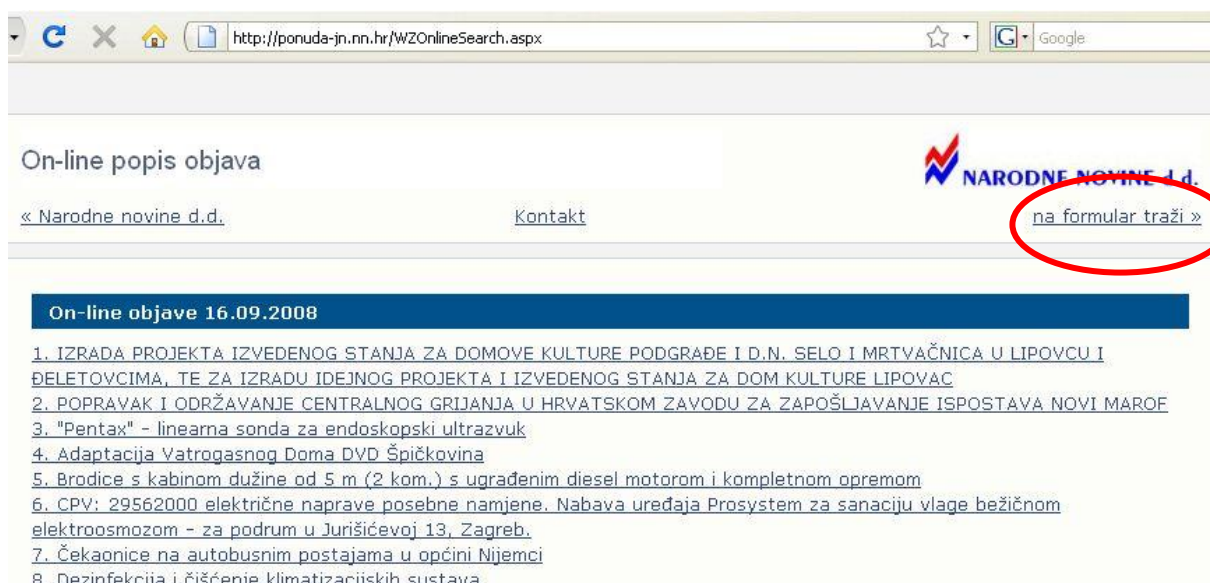 http://ponuda-jn.nn.hr/WZOnlineSearch.aspx
G Google
On-line popis objava
NARODNE NOVINE d.d.
« Narodne novine d.d. Kontakt na formular traži »
On-line objave 16.09.2008
1. IZRADA PROJEKTA IZVEDENOG STANJA ZA DOMOVE KULTURE PODGRAĐE I D.N. SELO I MRTVAČNICA U LIPOVCU I
ĐELETOVCIMA, TE ZA IZRADU IDEJNOG PROJEKTA I IZVEDENOG STANJA ZA DOM KULTURE LIPOVAC
2. POPRAVAK I ODRŽAVANJE CENTRALNOG GRIJANJA U HRVATSKOM ZAVODU ZA ZAPOŠLJAVANJE ISPOSTAVA NOVI MAROF
3. "Pentax" - linearna sonda za endoskopski ultrazvuk
4. Adaptacija Vatrogasnog Doma DVD Špičkovina
5. Brodice s kabinom dužine od 5 m (2 kom.) s ugrađenim diesel motorom i kompletnom opremom
6. CPV: 29562000 električne naprave posebne namjene. Nabava uređaja Prosystem za sanaciju vlage bežičnom
elektroosmozom - za podrum u Jurišićevoj 13, Zagreb.
7. Čekaonice na autobusnim postajama u općini Nijemci
8. Dezinfekcija i čišćenje klimatizacijskih sustava